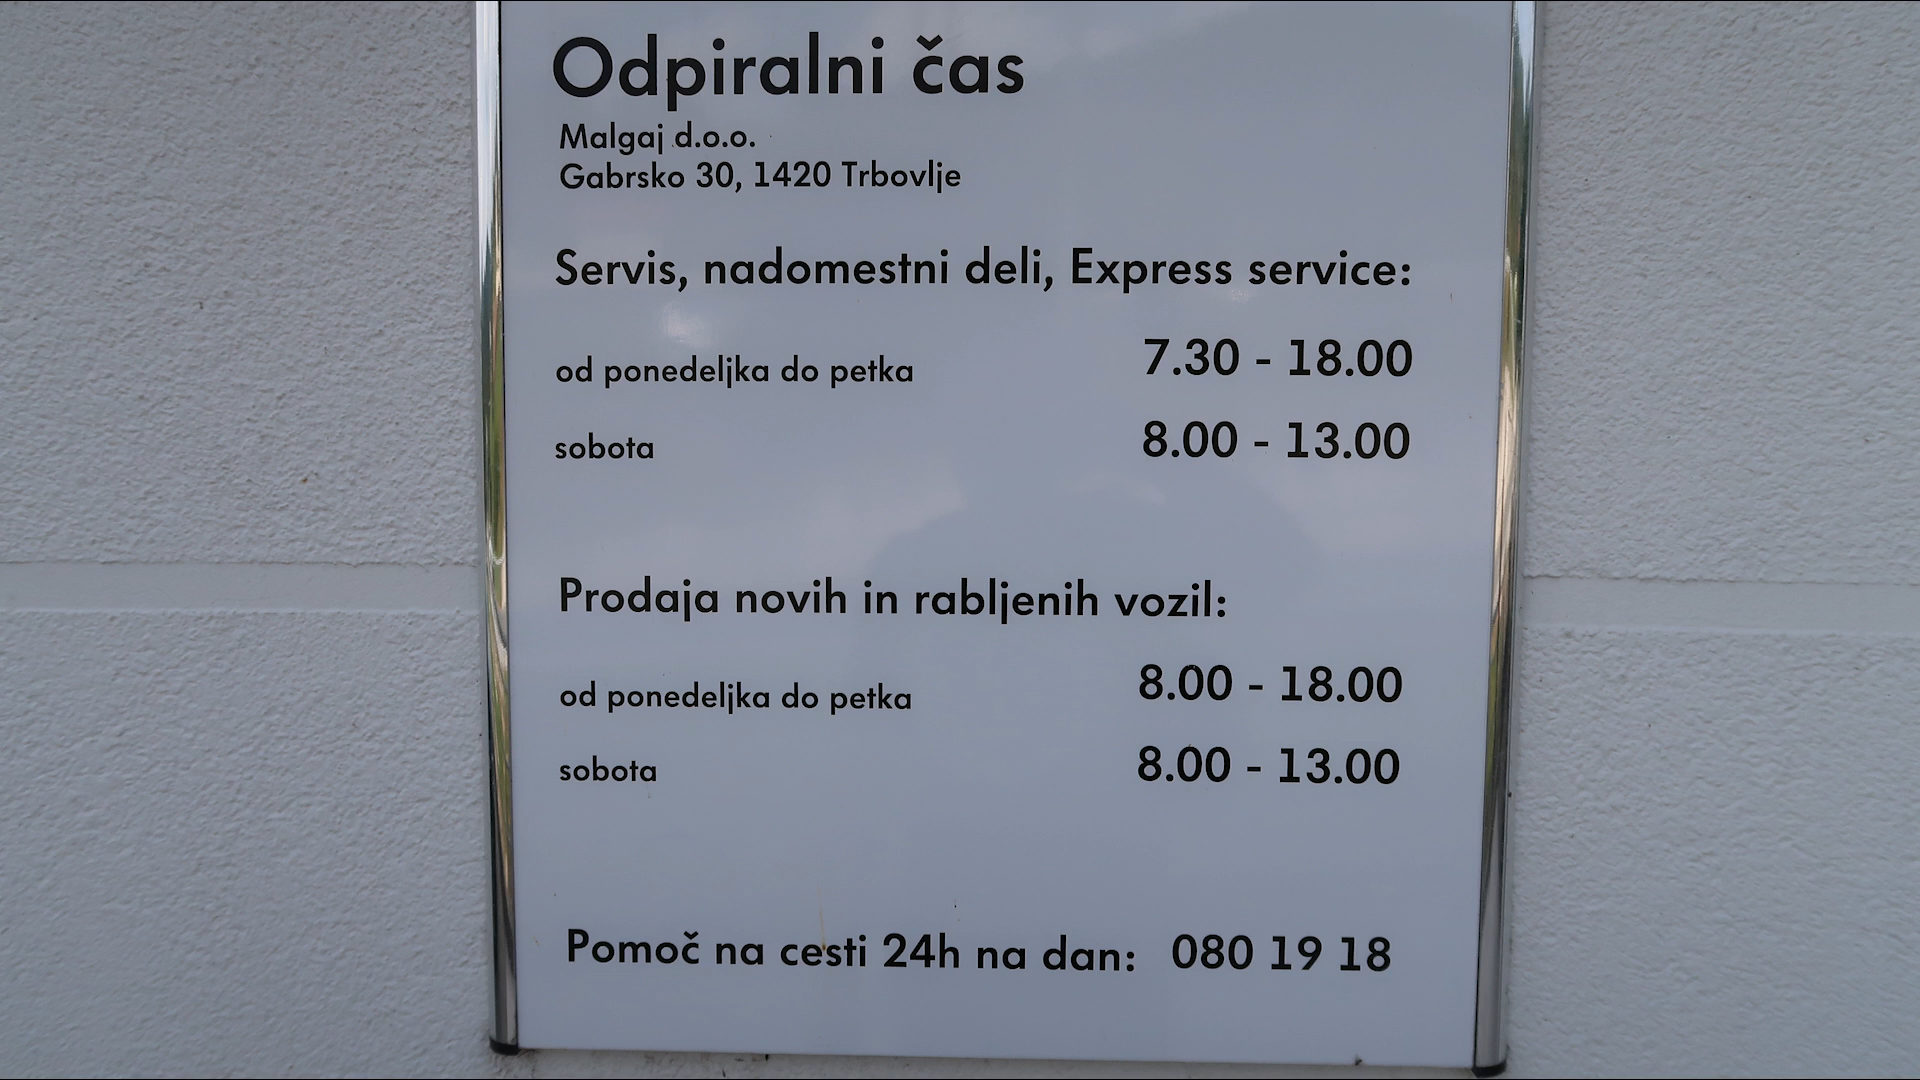 Odpiralni čas
Malgaj d.o.o.
Gabrsko 30, 1420 Trbovlje
Servis, nadomestni deli, Express service:
od ponedeljka do petka 7.30 - 18.00
sobota 8.00 - 13.00
Prodaja novih in rabljenih vozil:
od ponedeljka do petka 8.00 - 18.00
sobota 8.00 - 13.00
Pomoč na cesti 24h na dan: 080 19 18